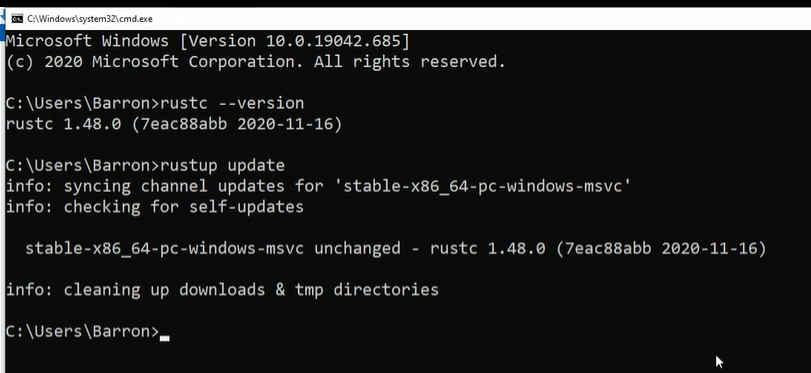 C:\Windows\system32\cmd.exe
Microsoft Windows [Version 10.0.19042.685]
(c) 2020 Microsoft Corporation. All rights reserved.
C:\Users\Barron>rustc --version
rustc 1.48.0 (7eac88abb 2020-11-16)
C:\Users\Barron>rustup update
info: syncing channel updates for 'stable-x86_64-pc-windows-msvc'
info: checking for self-updates
stable-x86_64-pc-windows-msvc unchanged - rustc 1.48.0 (7eac88abb 2020-11-16)
info: cleaning up downloads & tmp directories
C:\Users\Barron>